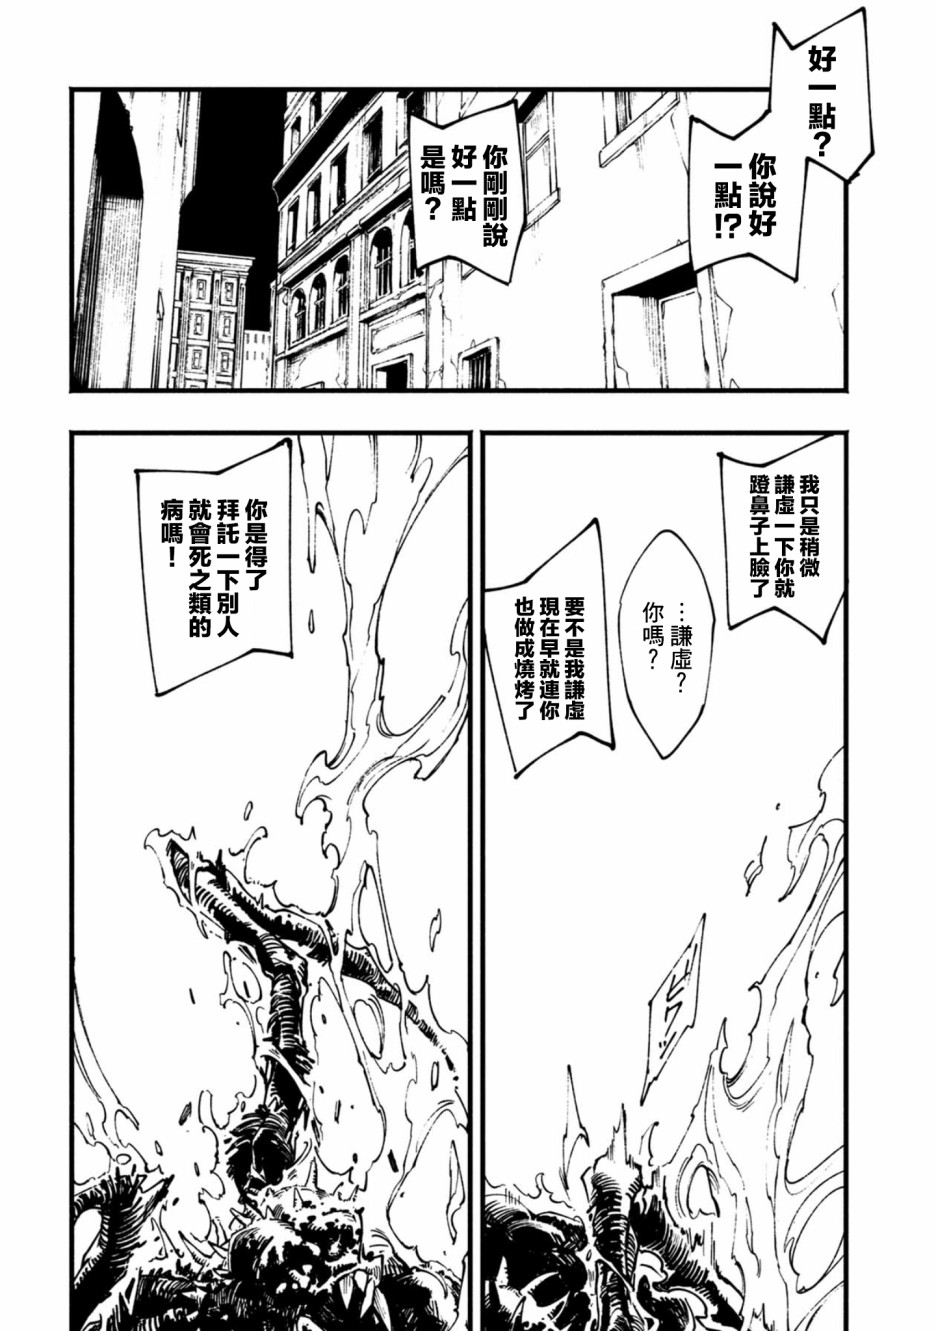 好一點?
你說好
一點!?
你剛剛說
好一點
是嗎?
我只是稍微
謙虛一下你就
蹬鼻子上臉了
…謙虛?
你嗎?
要不是我謙虛
現在早就連你
也做成燒烤了
你是得了
拜託一下別人
就會死之類的
病嗎!